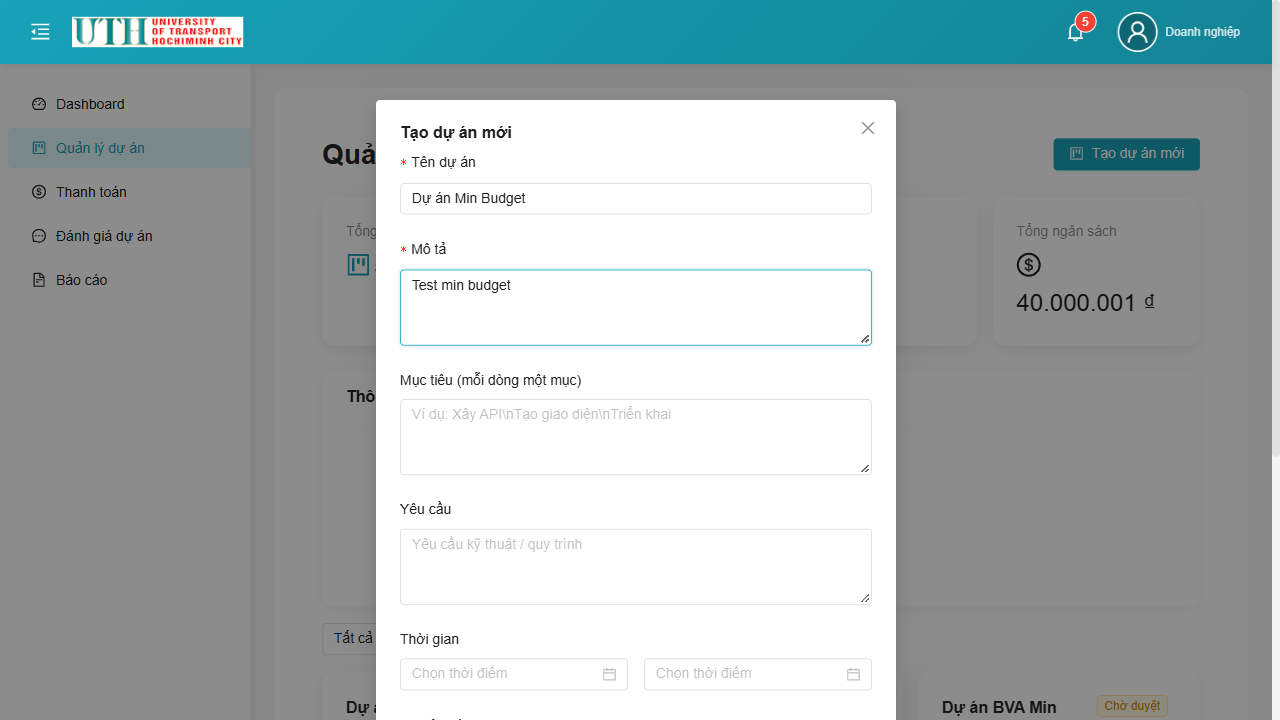 UTH UNIVERSITY
OF TRANSPORT
HOCHIMINH CITY
5
Doanh nghiệp
Dashboard
Quản lý dự án
Thanh toán
Đánh giá dự án
Báo cáo
Quả
Tạo dự án mới
Tổng
Tổng ngân sách
40.000.001 ₫
Thô
Tất cả
Dự á
Dự án BVA Min
Chờ duyệt
Tạo dự án mới
* Tên dự án
Dự án Min Budget
* Mô tả
Test min budget
Mục tiêu (mỗi dòng một mục)
Ví dụ: Xây API\nTạo giao diện\nTriển khai
Yêu cầu
Yêu cầu kỹ thuật / quy trình
Thời gian
Chọn thời điểm
Chọn thời điểm